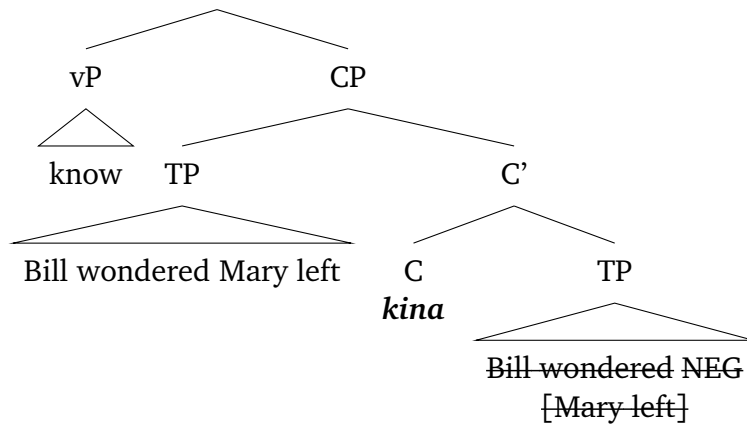 vP CP
know TP C’
Bill wondered Mary left C TP
kina
Bill wondered NEG
[Mary left]